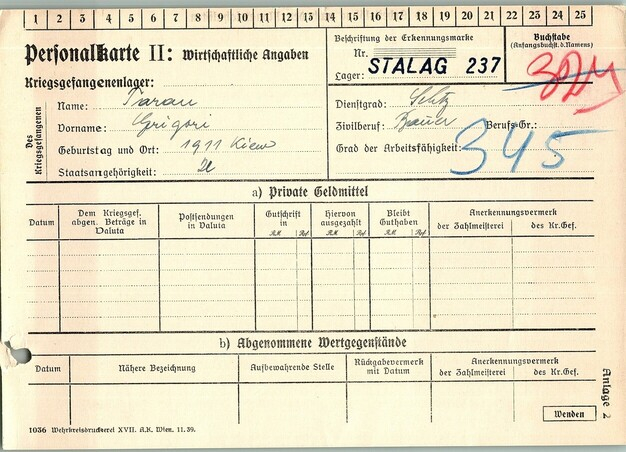 1 2 3 4 5 6 7 8 9 10 11 12 13 14 15 16 17 18 19 20 21 22 23 24 25
Personalkarte II: Wirtschaftliche Angaben
Kriegsgefangenenlager:
Beschriftung der Erkennungsmarke
Nr.
Lager: STALAG 237
Buchstabe
(Anfangsbuchst. d. Namens)
Des Kriegsgefangenen
Name: Taran
Vorname: Grigori
Geburtstag und Ort: 1911 Kiew
Staatsangehörigkeit:
Dienstgrad:
Zivilberuf: Bauer Berufs-Gr.:
Grad der Arbeitsfähigkeit:
345
a) Private Geldmittel
Datum
Dem Kriegsgef. abgen. Beträge in Valuta
Postsendungen in Valuta
Gutschrift in
RM Rpf.
Hiervon ausgezahlt
RM Rpf.
Bleibt Guthaben
RM Rpf.
Anerkennungsvermerk
der Zahlmeisterei des Kr.Gef.
b) Abgenommene Wertgegenstände
Datum
Nähere Bezeichnung
Aufbewahrende Stelle
Rückgabevermerk mit Datum
Anerkennungsvermerk
der Zahlmeisterei des Kr.Gef.
Anlage 2
Wenden
1036 Wehrkreisdruckerei XVII. A.K. Wien. 11.39.